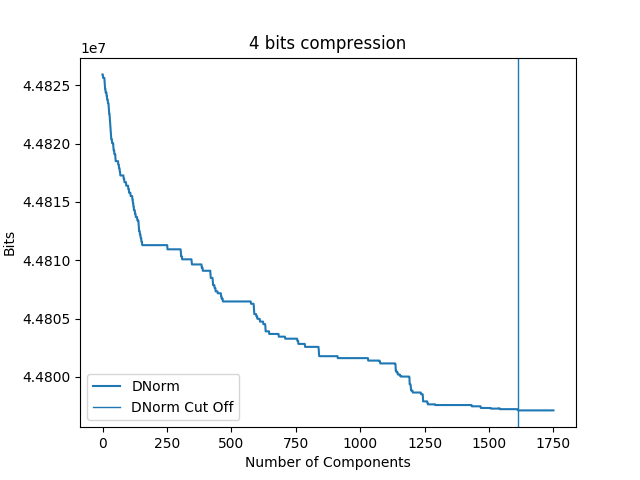 4 bits compression
1e7
4.4825
4.4820
4.4815
4.4810
4.4805
4.4800
Bits
DNorm
DNorm Cut Off
0 250 500 750 1000 1250 1500 1750
Number of Components